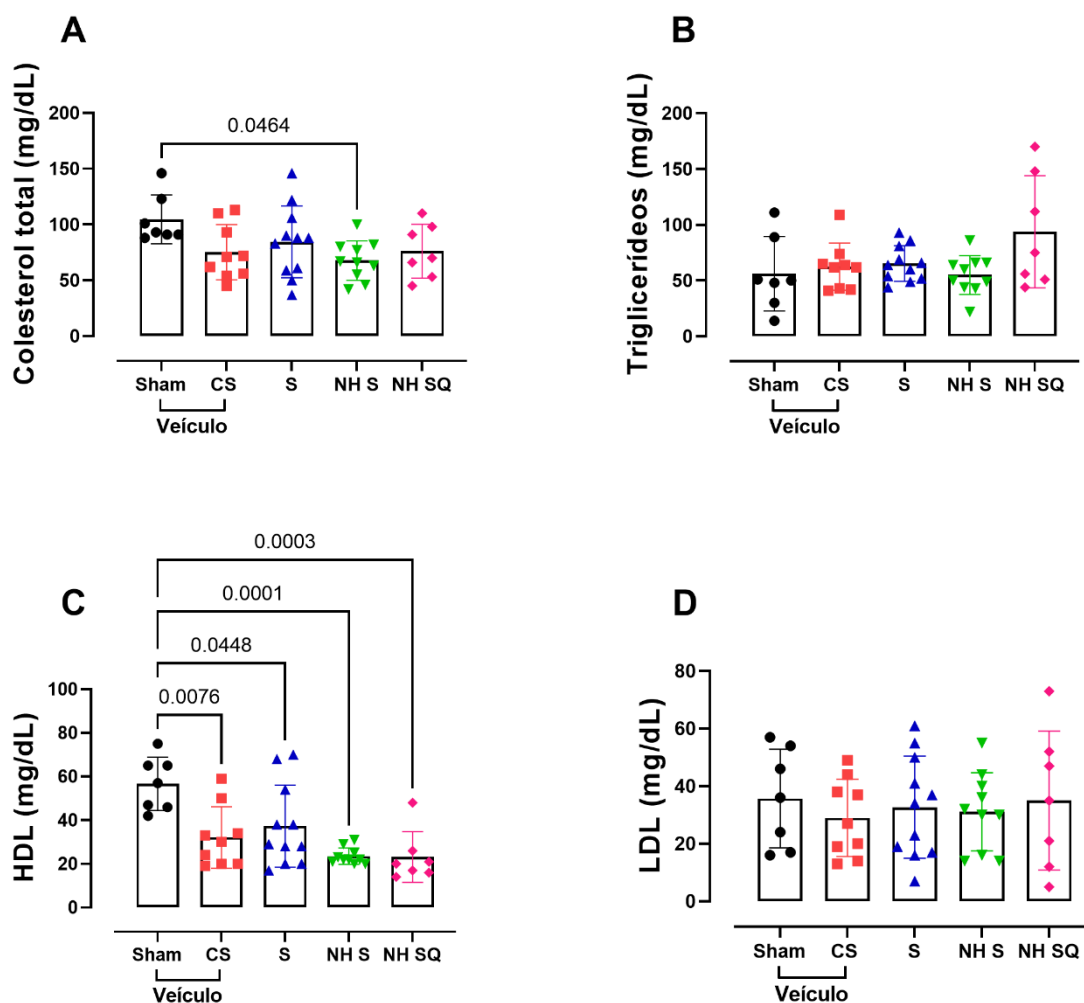 A
Colesterol total (mg/dL)
200
150
100
50
0
0.0464
Sham CS S NH S NH SQ
Veículo
B
Triglicerídeos (mg/dL)
200
150
100
50
0
Sham CS S NH S NH SQ
Veículo
C
HDL (mg/dL)
100
80
60
40
20
0
0.0003
0.0001
0.0448
0.0076
Sham CS S NH S NH SQ
Veículo
D
LDL (mg/dL)
80
60
40
20
0
Sham CS S NH S NH SQ
Veículo